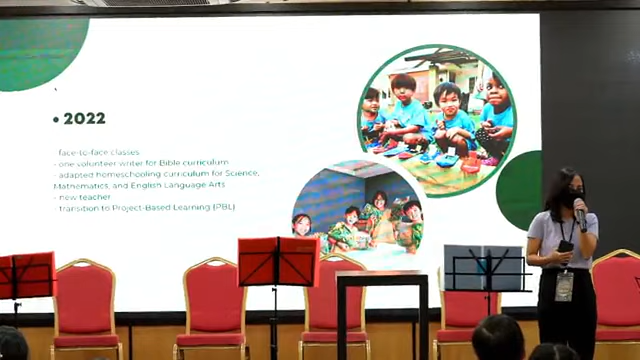 • 2022
face-to-face classes
- one volunteer writer for Bible curriculum
- adapted homeschooling curriculum for Science,
Mathematics, and English Language Arts
- new teacher
- transition to Project-Based Learning (PBL)